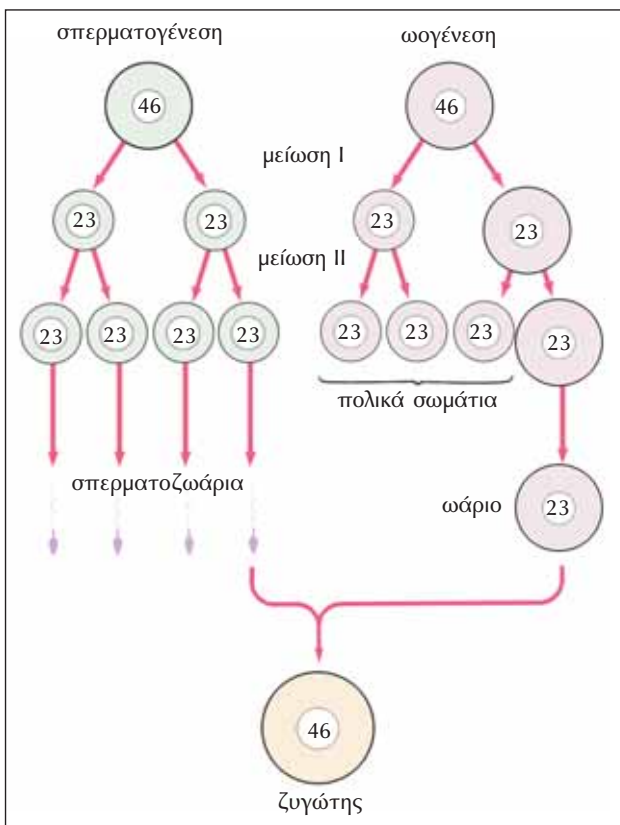 σπερματογένεση ωογένεση
46 46
μείωση I
23 23 23 23
μείωση II
23 23 23 23 23 23 23 23
πολικά σωμάτια
σπερματοζωάρια
ωάριο 23
46
ζυγώτης